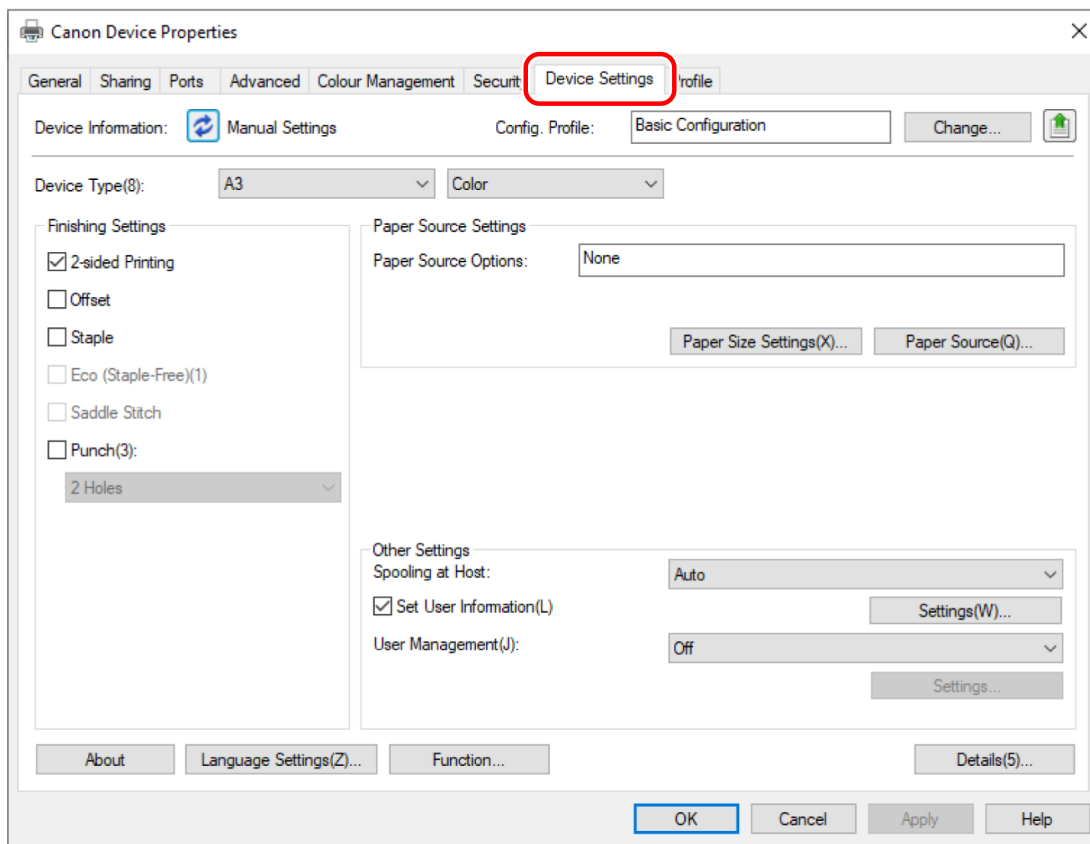 Canon Device Properties
General Sharing Ports Advanced Colour Management Securit Device Settings rofile
Device Information: Manual Settings Config. Profile: Basic Configuration Change...
Device Type(8): A3 Color
Finishing Settings
2-sided Printing
Offset
Staple
Eco (Staple-Free)(1)
Saddle Stitch
Punch(3):
2 Holes
Paper Source Settings
Paper Source Options: None
Paper Size Settings(X)... Paper Source(Q)...
Other Settings
Spooling at Host: Auto
Set User Information(L) Settings(W)...
User Management(J): Off
Settings...
About Language Settings(Z)... Function... Details(5)...
OK Cancel Apply Help